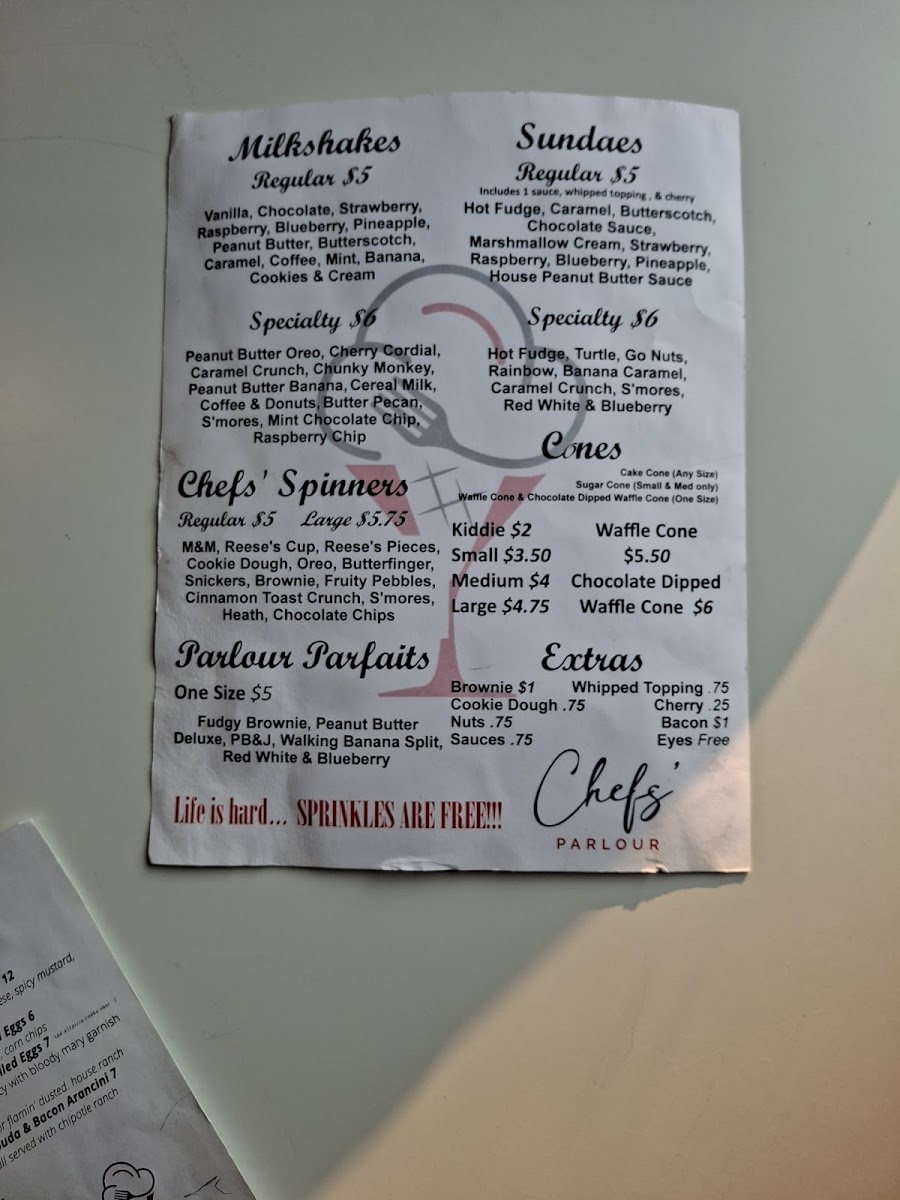 Milkshakes
Regular $5
Vanilla, Chocolate, Strawberry,
Raspberry, Blueberry, Pineapple,
Peanut Butter, Butterscotch,
Caramel, Coffee, Mint, Banana,
Cookies & Cream
Specialty $6
Peanut Butter Oreo, Cherry Cordial,
Caramel Crunch, Chunky Monkey,
Peanut Butter Banana, Cereal Milk,
Coffee & Donuts, Butter Pecan,
S'mores, Mint Chocolate Chip,
Raspberry Chip
Chefs' Spinners
Regular $5 Large $5.75
M&M, Reese's Cup, Reese's Pieces,
Cookie Dough, Oreo, Butterfinger,
Snickers, Brownie, Fruity Pebbles,
Cinnamon Toast Crunch, S'mores,
Heath, Chocolate Chips
Parlour Parfaits
One Size $5
Fudgy Brownie, Peanut Butter
Deluxe, PB&J, Walking Banana Split,
Red White & Blueberry
Sundaes
Regular $5
Includes 1 sauce, whipped topping, & cherry
Hot Fudge, Caramel, Butterscotch,
Chocolate Sauce,
Marshmallow Cream, Strawberry,
Raspberry, Blueberry, Pineapple,
House Peanut Butter Sauce
Specialty $6
Hot Fudge, Turtle, Go Nuts,
Rainbow, Banana Caramel,
Caramel Crunch, S'mores,
Red White & Blueberry
Cones
Cake Cone (Any Size)
Sugar Cone (Small & Med only)
Waffle Cone & Chocolate Dipped Waffle Cone (One Size)
Kiddie $2
Small $3.50
Medium $4
Large $4.75
Waffle Cone
$5.50
Chocolate Dipped
Waffle Cone $6
Extras
Brownie $1
Cookie Dough .75
Nuts .75
Sauces .75
Whipped Topping .75
Cherry .25
Bacon $1
Eyes Free
Life is hard... SPRINKLES ARE FREE!!!
Chefs'
PARLOUR
12
ese, spicy mustard,
Eggs 6
corn chips
Eggs 7
with bloody mary garnish
flamin' dusted, house ranch
& Bacon Arancini 7
served with chipotle ranch